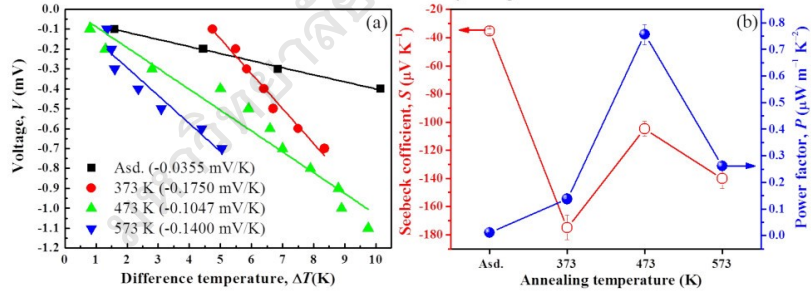 (a)
Voltage, V (mV)
0.0
-0.1
-0.2
-0.3
-0.4
-0.5
-0.6
-0.7
-0.8
-0.9
-1.0
-1.1
-1.2
Asd. (-0.0355 mV/K)
373 K (-0.1750 mV/K)
473 K (-0.1047 mV/K)
573 K (-0.1400 mV/K)
0 1 2 3 4 5 6 7 8 9 10
Difference temperature, ΔT(K)
(b)
Seebeck cofficient, S (μV K⁻¹)
-20
-40
-60
-80
-100
-120
-140
-160
-180
Asd. 373 473 573
Annealing temperature (K)
0.8
0.7
0.6
0.5
0.4
0.3
0.2
0.1
0.0
Power factor, P (μW m⁻¹ K⁻²)